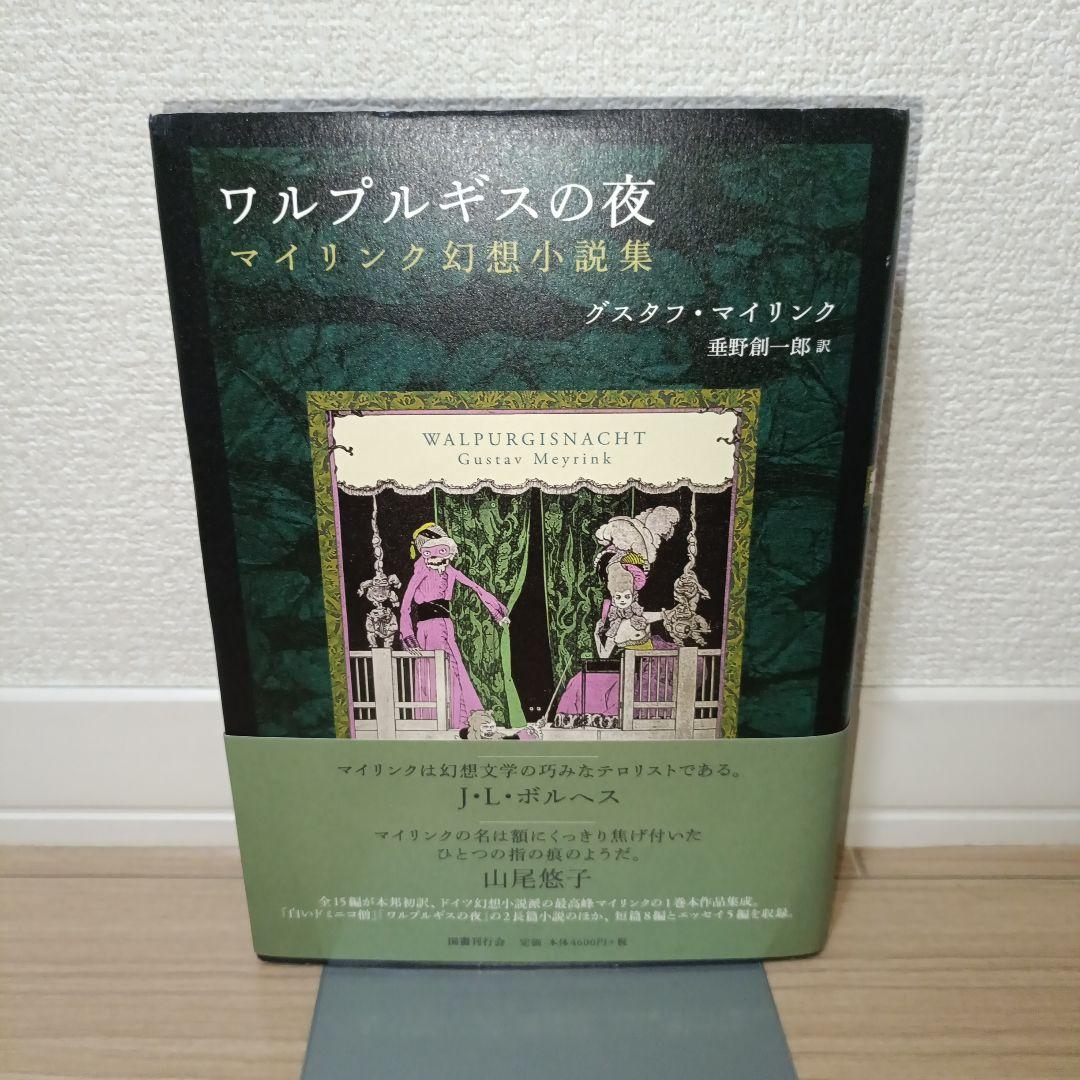 ワルプルギスの夜
マイリンク幻想小説集
グスタフ・マイリンク
垂野創一郎 訳
WALPURGISNACHT
Gustav Meyrink
マイリンクは幻想文学の巧みなテロリストである。
J・L・ボルヘス
マイリンクの名は額にくっきり焦げ付いた
ひとつの指の痕のようだ。
山尾悠子
全15編が本邦初訳、ドイツ幻想小説派の最高峰マイリンクの1巻本作品集成。
「白いドミニコ僧」「ワルプルギスの夜」の2長篇小説のほか、短篇8編とエッセイ5編を収録。
国書刊行会 定価 本体4600円+税